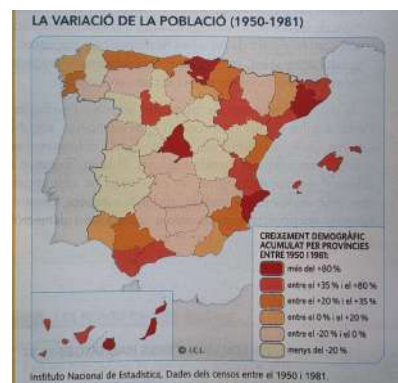 LA VARIACIÓ DE LA POBLACIÓ (1950-1981)
CREIXEMENT DEMOGRÀFIC
ACUMULAT PER PROVÍNCIES
ENTRE 1950 I 1981:
més del +80 %
entre el +35 % i el +80 %
entre el +20 % i el +35 %
entre el 0 % i el +20 %
entre el -20 % i el 0 %
menys del -20 %
© I.C.L.
Instituto Nacional de Estadística. Dades dels censos entre el 1950 i 1981.